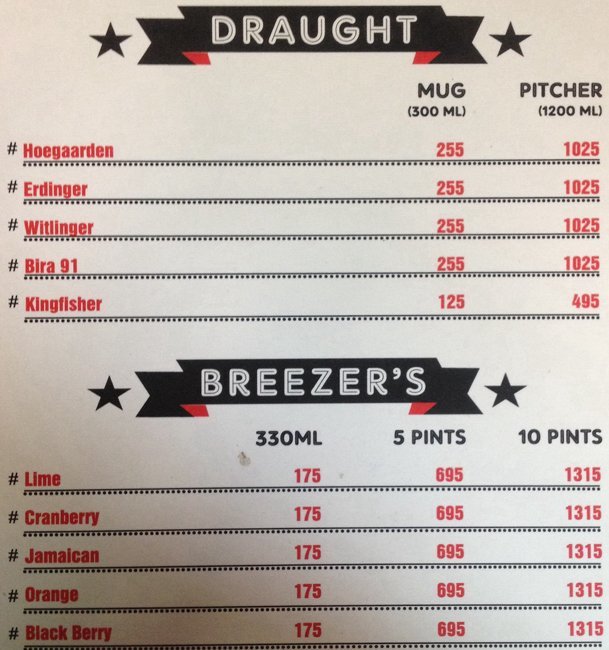 DRAUGHT
MUG PITCHER
(300 ML) (1200 ML)
# Hoegaarden 255 1025
# Erdinger 255 1025
# Witlinger 255 1025
# Bira 91 255 1025
# Kingfisher 125 495
BREEZER'S
330ML 5 PINTS 10 PINTS
# Lime 175 695 1315
# Cranberry 175 695 1315
# Jamaican 175 695 1315
# Orange 175 695 1315
# Black Berry 175 695 1315